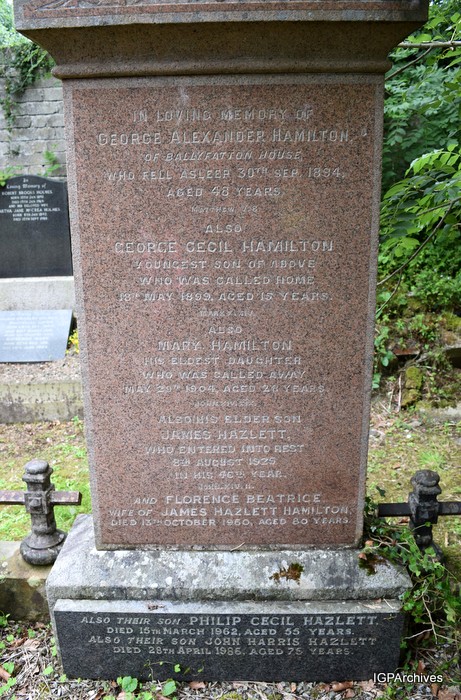 IN LOVING MEMORY OF
GEORGE ALEXANDER HAMILTON,
OF BALLYFATTON HOUSE
WHO FELL ASLEEP 30TH SEP. 1894,
AGED 48 YEARS.
ALSO
GEORGE CECIL HAMILTON
YOUNGEST SON OF ABOVE
WHO WAS CALLED HOME
18TH MAY 1899, AGED 15 YEARS.
ALSO
MARY HAMILTON
HIS ELDEST DAUGHTER
WHO WAS CALLED AWAY
MAY 29TH 1904, AGED 26 YEARS.
ALSO HIS ELDER SON
JAMES HAZLETT,
WHO ENTERED INTO REST
AUGUST
IN HIS YEAR.
AND FLORENCE BEATRICE
WIFE OF JAMES HAZLETT HAMILTON,
DIED 13TH OCTOBER 1960, AGED 80 YEARS.
ALSO THEIR SON PHILIP CECIL HAZLETT
DIED 15TH MARCH 1962, AGED 55 YEARS.
ALSO THEIR SON JOHN HARRIS HAZLETT
DIED 28TH APRIL 1986, AGED 75 YEARS.
In Loving Memory of
IGPArchives